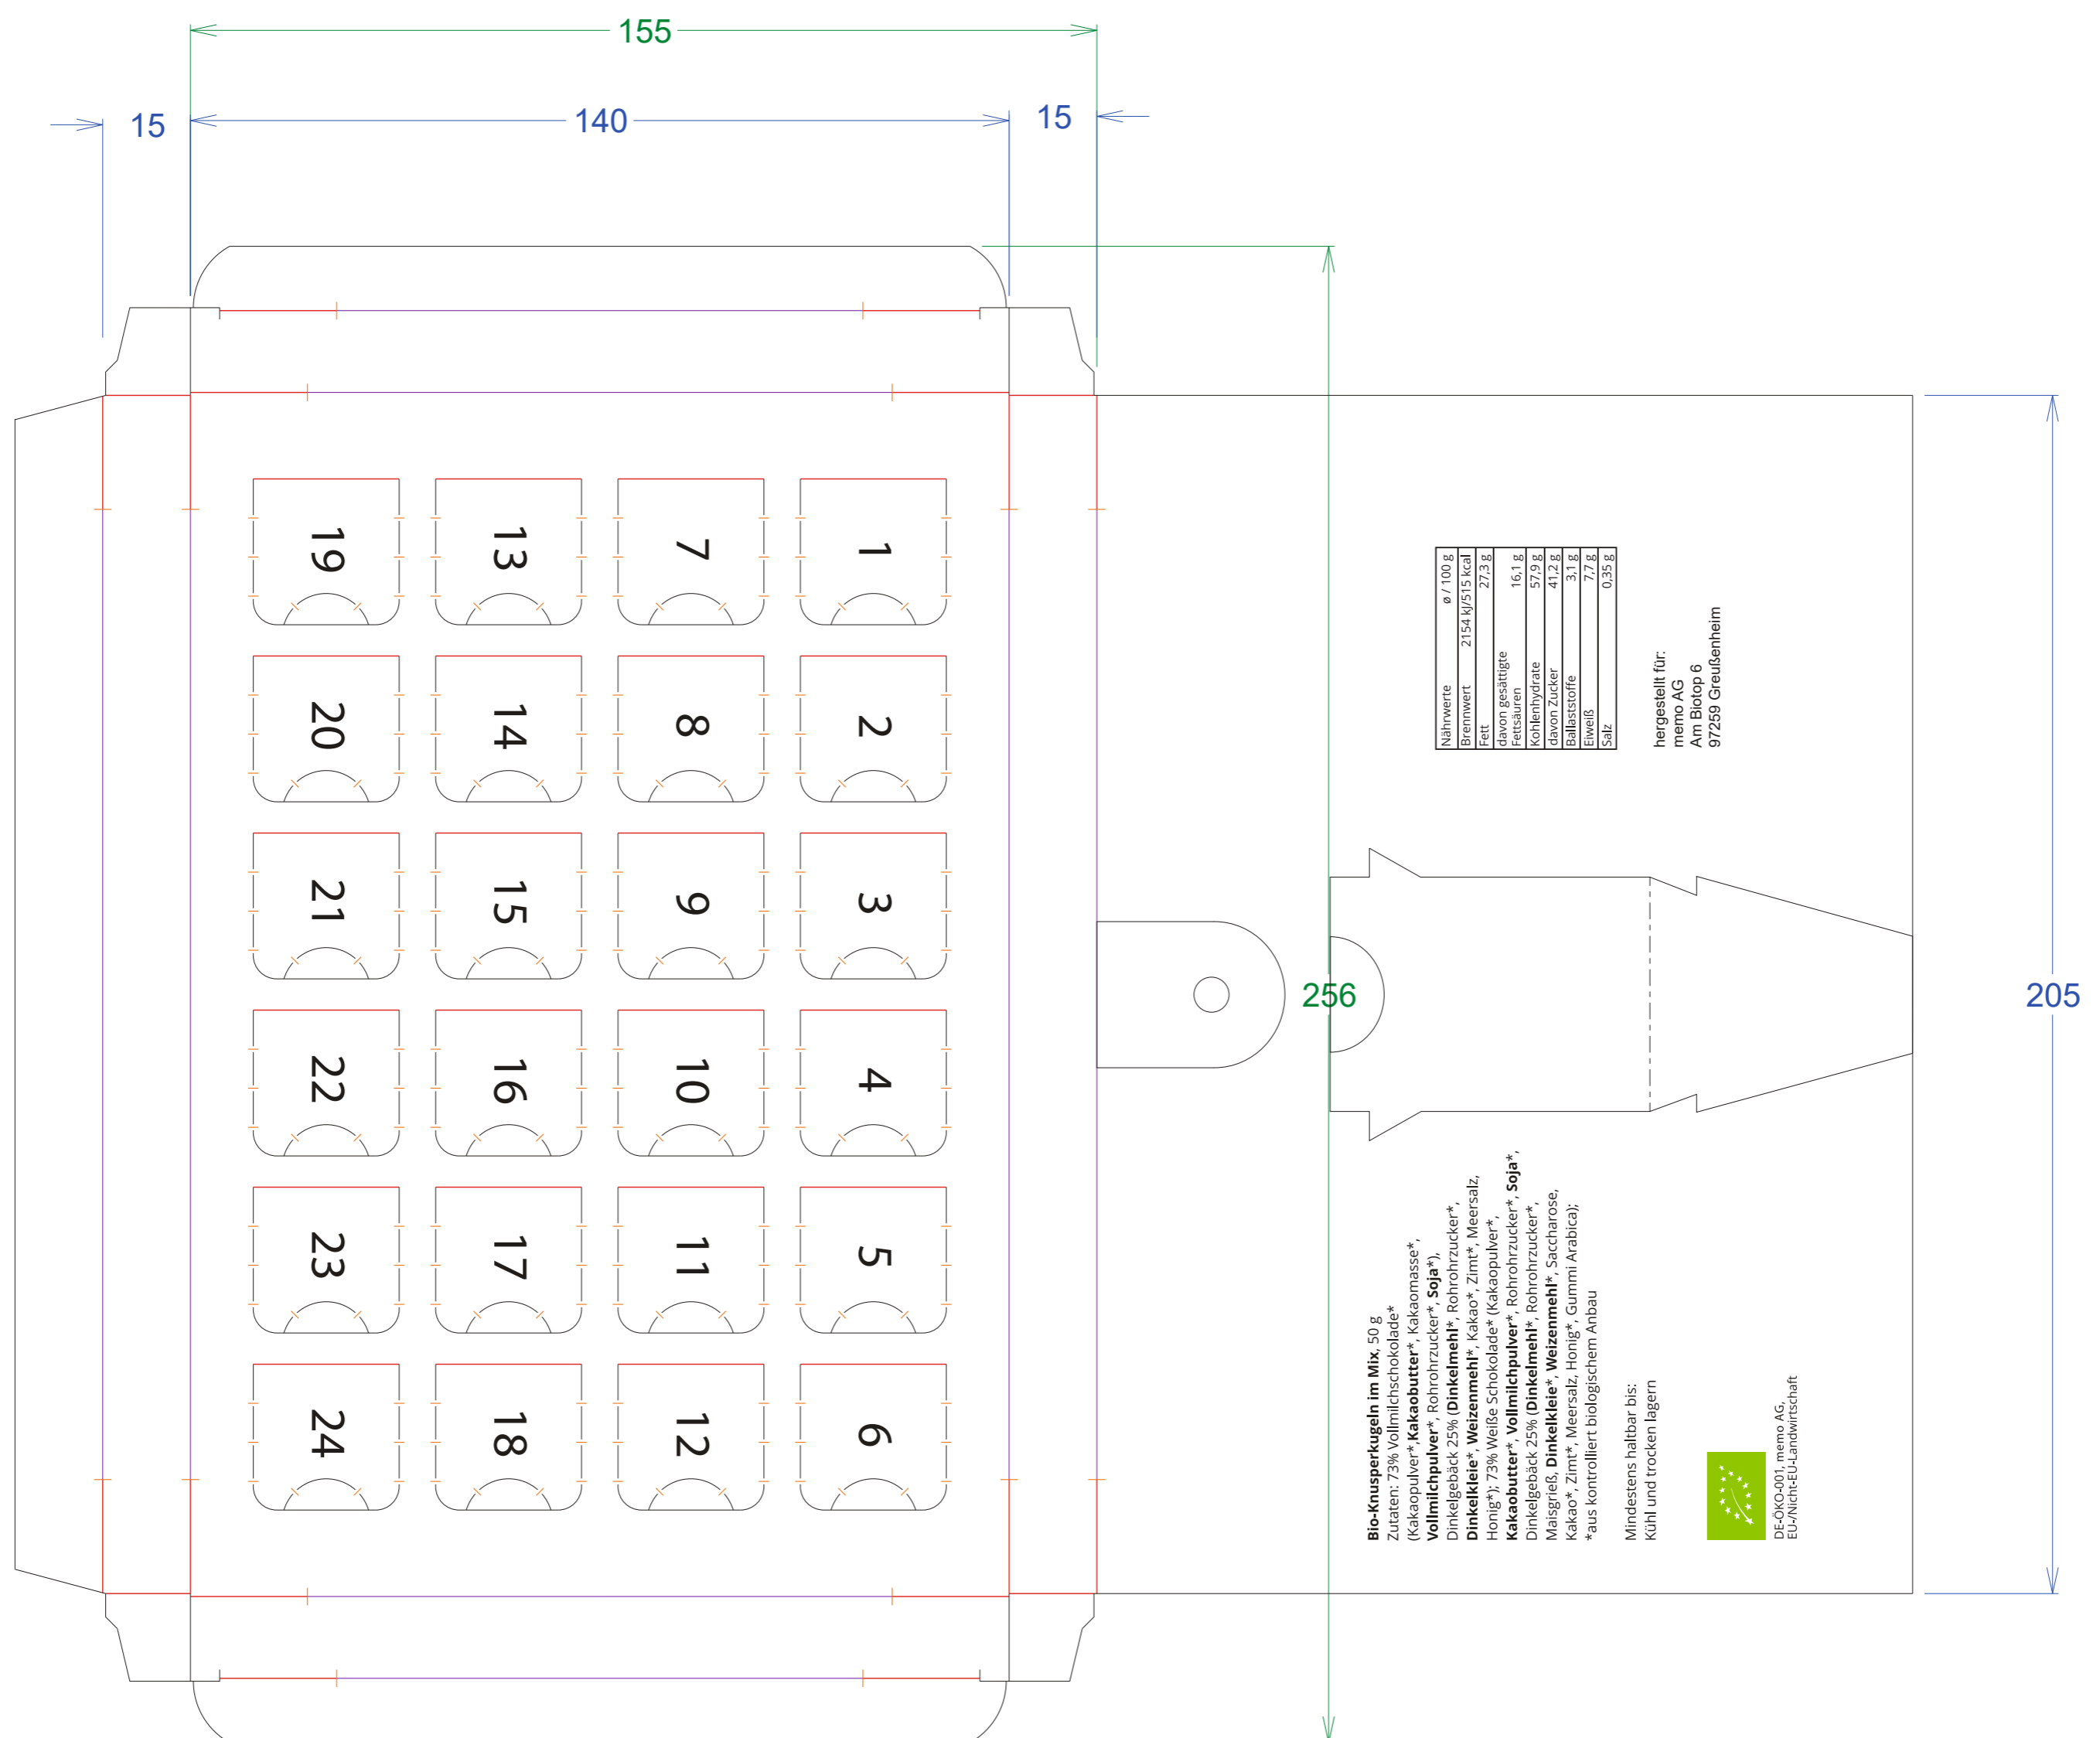 155
15
140
15
19
13
7
1
20
14
8
2
21
15
9
3
22
16
10
4
23
17
11
5
24
18
12
6
256
205
Nährwerte ø / 100 g
Brennwert 2154 kJ/515 kcal
Fett 27,3 g
davon gesättigte
Fettsäuren 16,1 g
Kohlenhydrate 57,9 g
davon Zucker 41,2 g
Ballaststoffe 3,1 g
Eiweiß 7,7 g
Salz 0,35 g
hergestellt für:
memo AG
Am Biotop 6
97259 Greußenheim
Bio-Knusperkugeln im Mix, 50 g
Zutaten: 73% Vollmilchschokolade*
(Kakaopulver*,Kakaobutter*, Kakaomasse*,
Vollmilchpulver*, Rohrohrzucker*, Soja*),
Dinkelgebäck 25% (Dinkelmehl*, Rohrohrzucker*,
Dinkelkleie*, Weizenmehl*, Kakao*, Zimt*, Meersalz,
Honig*); 73% Weiße Schokolade* (Kakaopulver*,
Kakaobutter*, Vollmilchpulver*, Rohrohrzucker*, Soja*,
Dinkelgebäck 25% (Dinkelmehl*, Rohrohrzucker*,
Maisgrieß, Dinkelkleie*, Weizenmehl*, Saccharose,
Kakao*, Zimt*, Meersalz, Honig*, Gummi Arabica);
*aus kontrolliert biologischem Anbau
Mindestens haltbar bis:
Kühl und trocken lagern
DE-ÖKO-001, memo AG,
EU-/Nicht-EU-Landwirtschaft